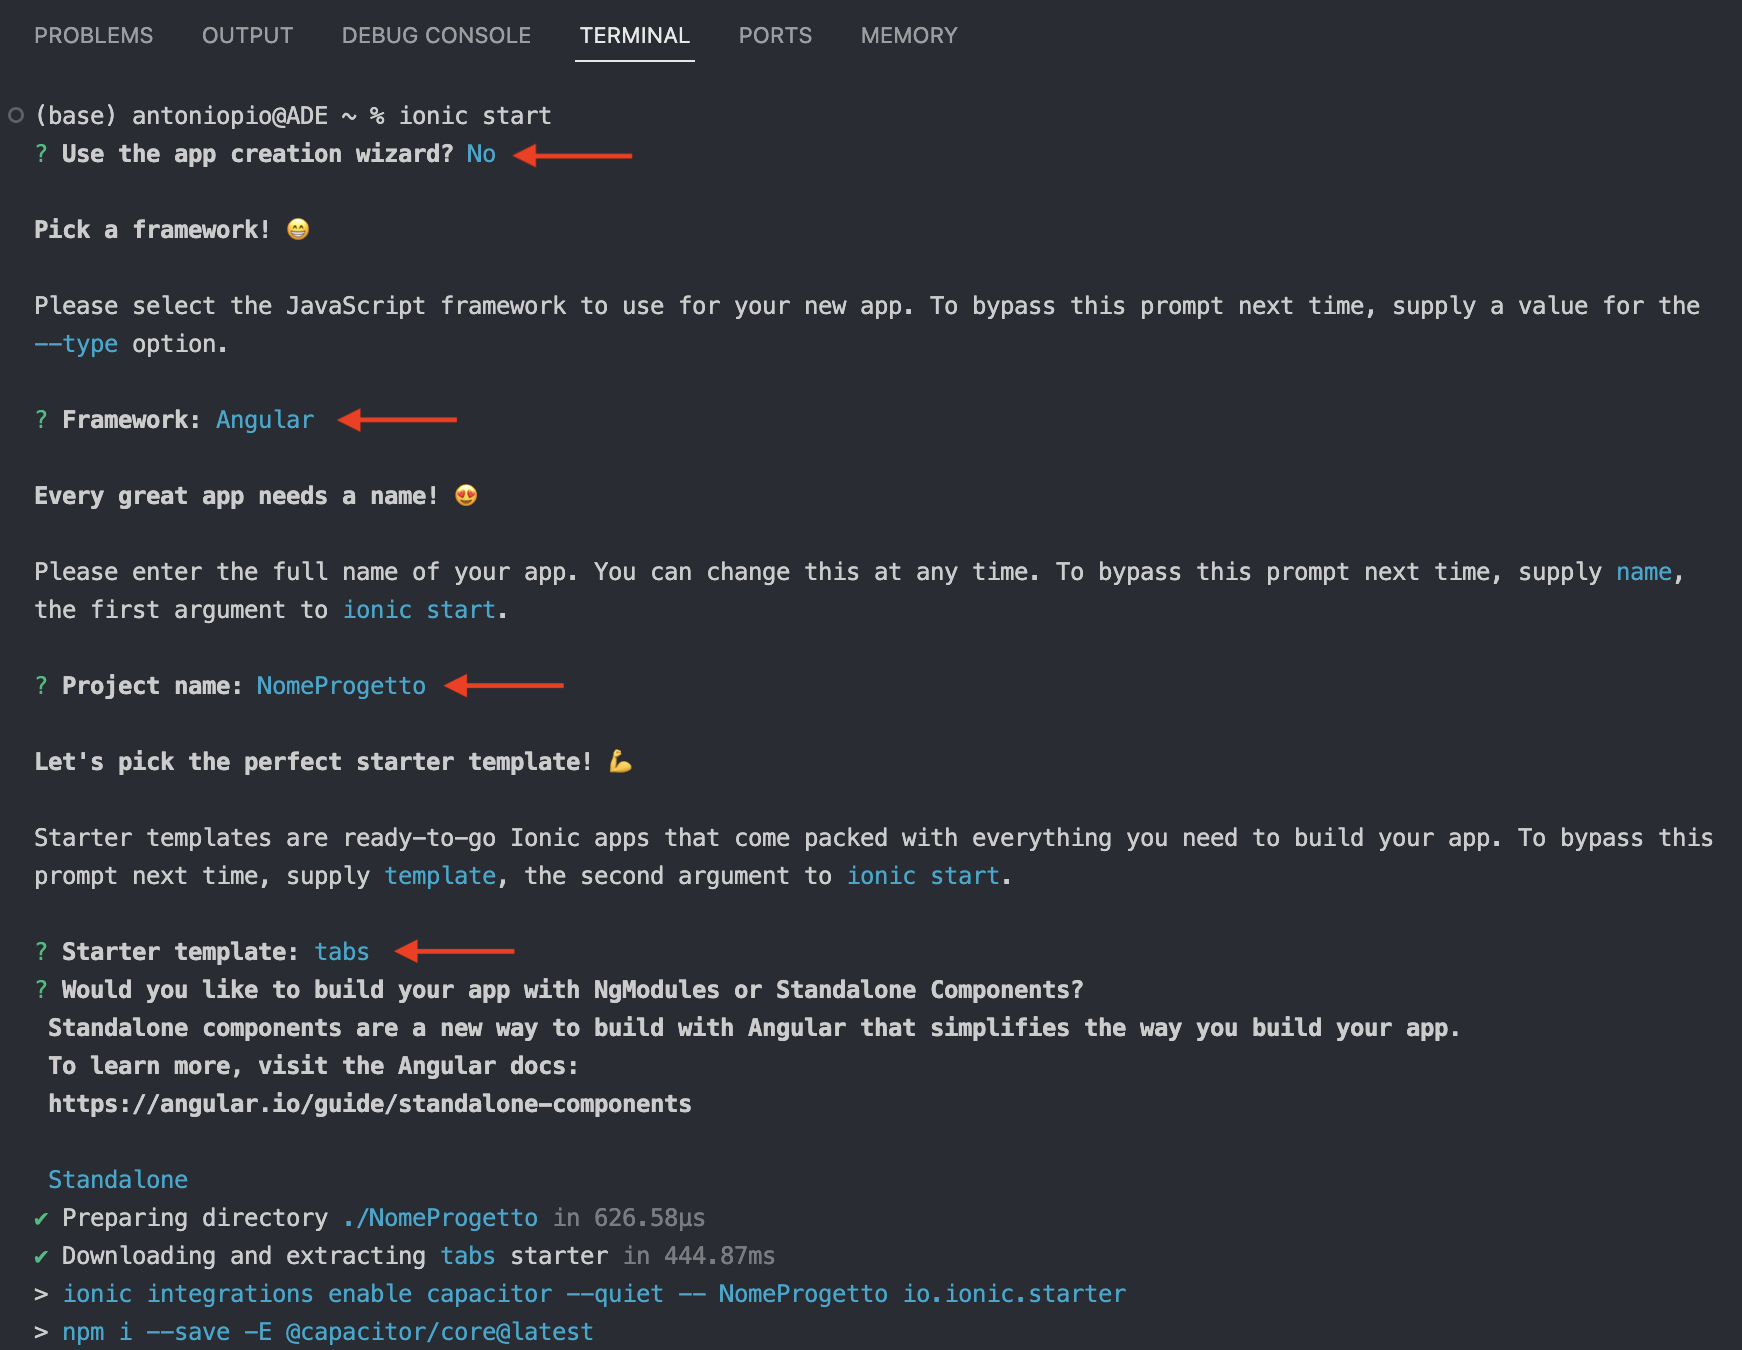 PROBLEMS OUTPUT DEBUG CONSOLE TERMINAL PORTS MEMORY
(base) antoniopio@ADE ~ % ionic start
? Use the app creation wizard? No
Pick a framework! 😁
Please select the JavaScript framework to use for your new app. To bypass this prompt next time, supply a value for the
--type option.
? Framework: Angular
Every great app needs a name! 😍
Please enter the full name of your app. You can change this at any time. To bypass this prompt next time, supply name,
the first argument to ionic start.
? Project name: NomeProgetto
Let's pick the perfect starter template! 💪
Starter templates are ready-to-go Ionic apps that come packed with everything you need to build your app. To bypass this
prompt next time, supply template, the second argument to ionic start.
? Starter template: tabs
? Would you like to build your app with NgModules or Standalone Components?
Standalone components are a new way to build with Angular that simplifies the way you build your app.
To learn more, visit the Angular docs:
https://angular.io/guide/standalone-components
Standalone
✔ Preparing directory ./NomeProgetto in 626.58μs
✔ Downloading and extracting tabs starter in 444.87ms
> ionic integrations enable capacitor --quiet -- NomeProgetto io.ionic.starter
> npm i --save -E @capacitor/core@latest